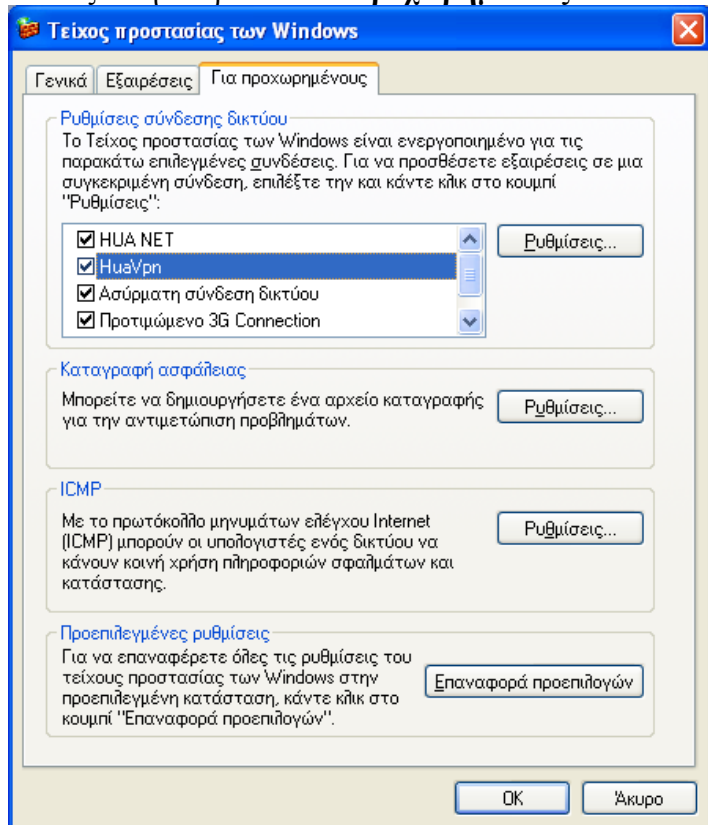 Τείχος προστασίας των Windows
Γενικά
Εξαιρέσεις
Για προχωρημένους
Ρυθμίσεις σύνδεσης δικτύου
Το Τείχος προστασίας των Windows είναι ενεργοποιημένο για τις
παρακάτω επιλεγμένες συνδέσεις. Για να προσθέσετε εξαιρέσεις σε μια
συγκεκριμένη σύνδεση, επιλέξτε την και κάντε κλικ στο κουμπί
"Ρυθμίσεις":
HUA NET
HuaVpn
Ασύρματη σύνδεση δικτύου
Προτιμώμενο 3G Connection
Ρυθμίσεις...
Καταγραφή ασφάλειας
Μπορείτε να δημιουργήσετε ένα αρχείο καταγραφής
για την αντιμετώπιση προβλημάτων.
Ρυθμίσεις...
ICMP
Με το πρωτόκολλο μηνυμάτων ελέγχου Internet
(ICMP) μπορούν οι υπολογιστές ενός δικτύου να
κάνουν κοινή χρήση πληροφοριών σφαλμάτων και
κατάστασης.
Ρυθμίσεις...
Προεπιλεγμένες ρυθμίσεις
Για να επαναφέρετε όλες τις ρυθμίσεις του
τείχους προστασίας των Windows στην
προεπιλεγμένη κατάσταση, κάντε κλικ στο
κουμπί "Επαναφορά προεπιλογών".
Επαναφορά προεπιλογών
OK
Άκυρο